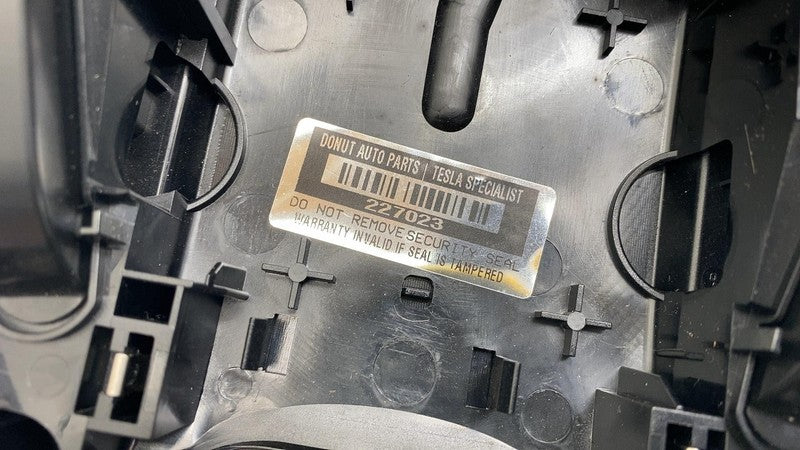 DONUT AUTO PARTS | TESLA SPECIALIST
227023
DO NOT REMOVE SECURITY SEAL
WARRANTY INVALID IF SEAL IS TAMPERED